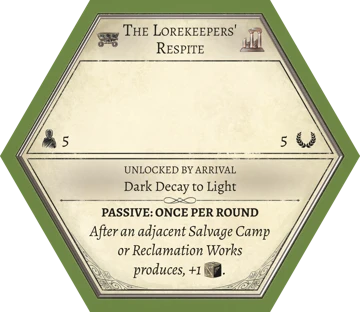 The Lorekeepers'
Respite
5
5
UNLOCKED BY ARRIVAL
Dark Decay to Light
PASSIVE: ONCE PER ROUND
After an adjacent Salvage Camp
or Reclamation Works
produces, +1 .